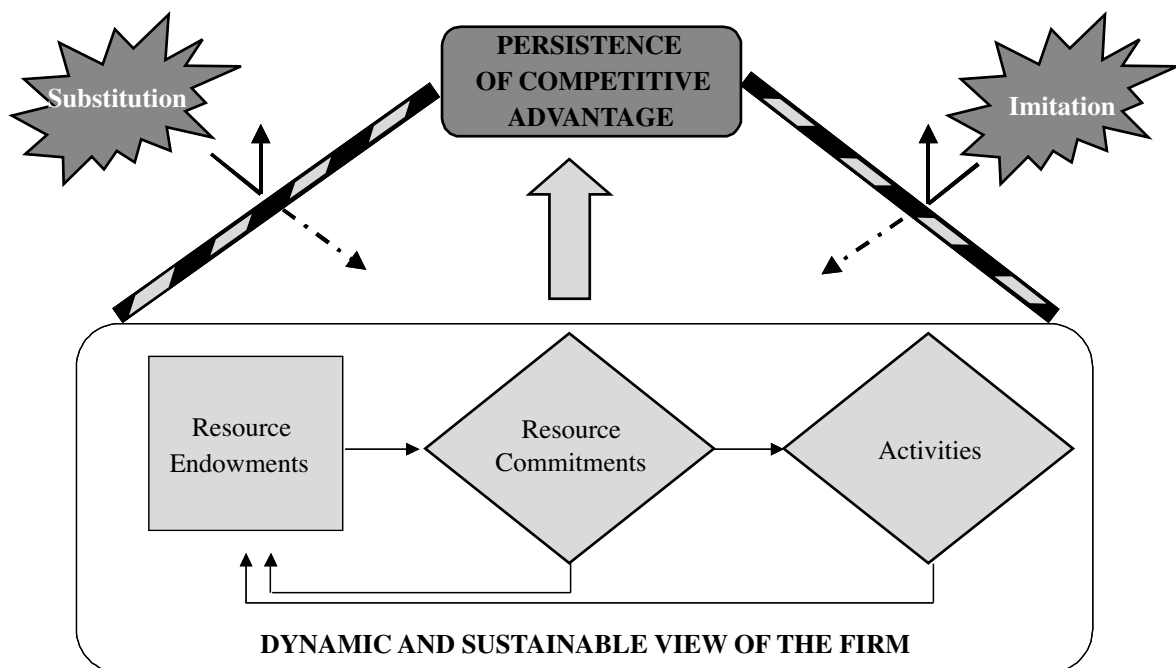 PERSISTENCE
OF COMPETITIVE
ADVANTAGE
Substitution
Imitation
Resource
Endowments
Resource
Commitments
Activities
DYNAMIC AND SUSTAINABLE VIEW OF THE FIRM